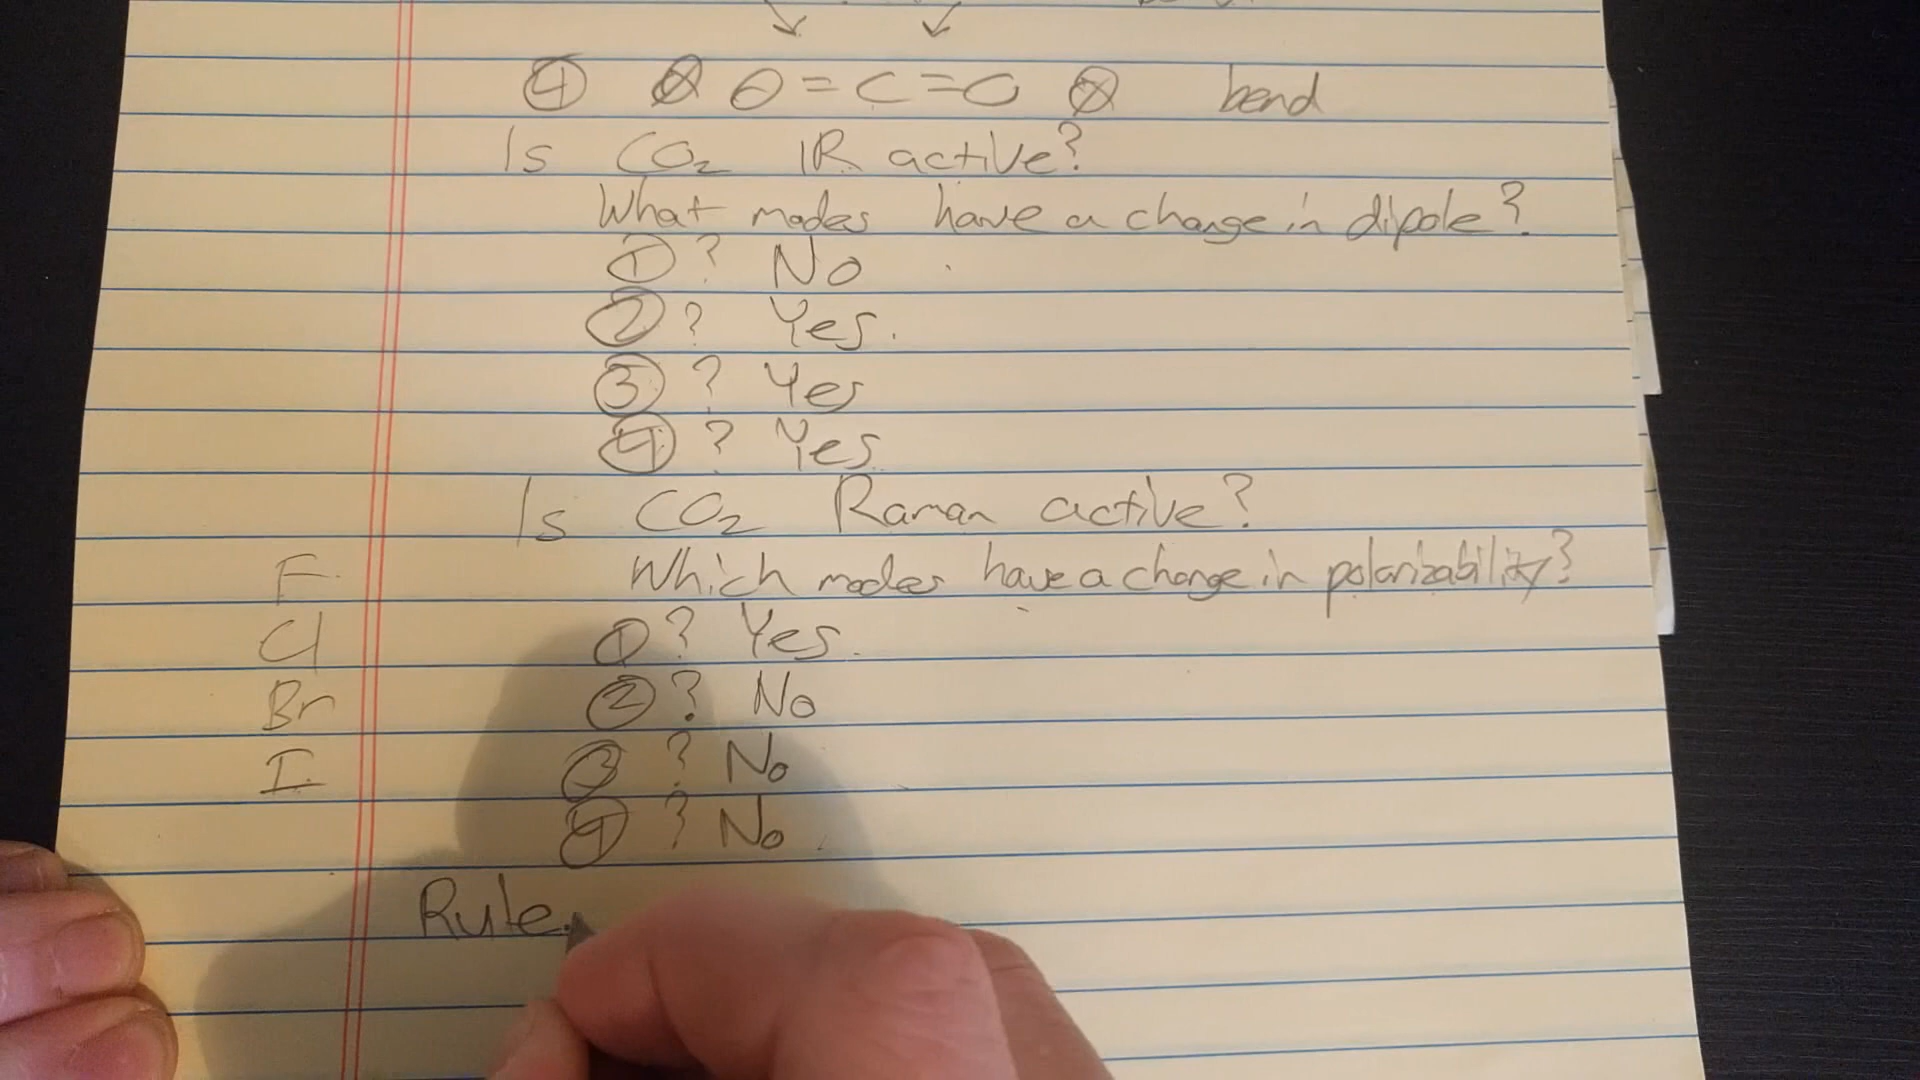 ④ ⊗ O=C=O ⊗ bend
Is CO₂ IR active?
What modes have a change in dipole?
① ? No
② ? Yes.
③ ? Yes
④ ? Yes
Is CO₂ Raman active?
F
Which modes have a change in polarizability?
Cl
① ? Yes.
Br
② ? No
I
③ ? No
④ ? No
Rule